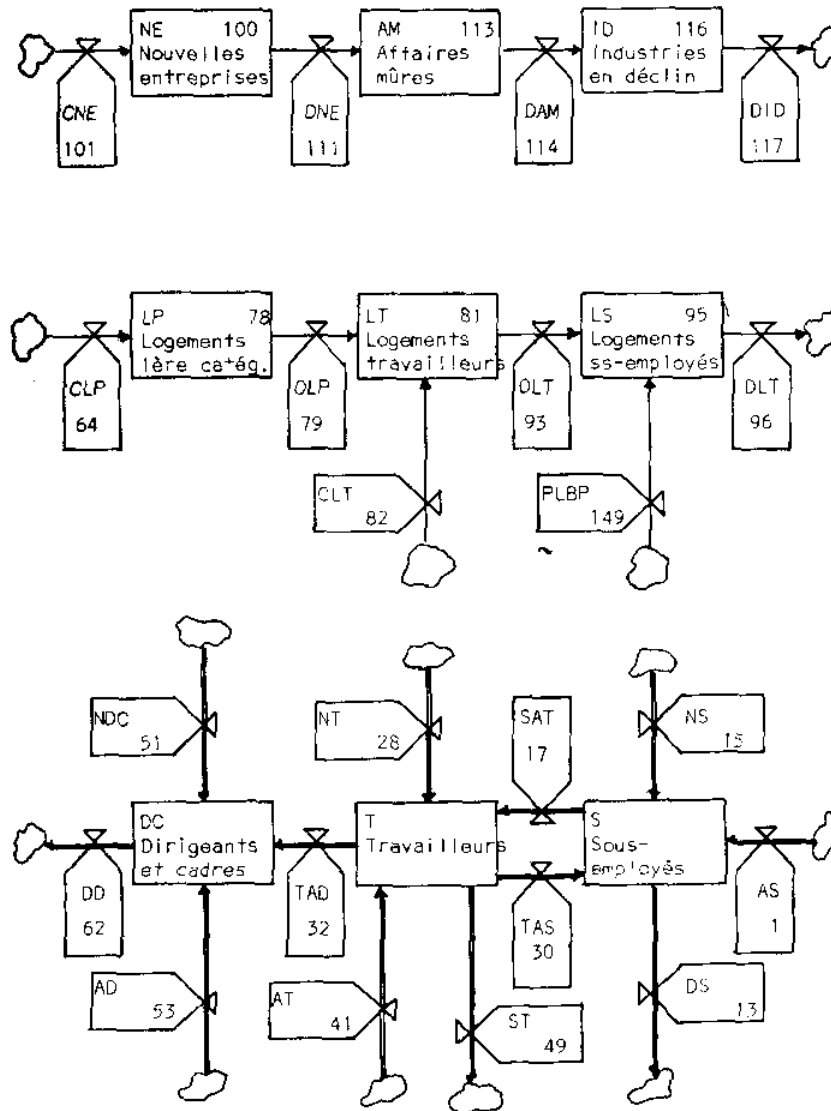 NE 100
Nouvelles
entreprises
AM 113
Affaires
mûres
ID 116
Industries
en déclin
CNE
101
DNE
111
DAM
114
DID
117
LP 78
Logements
1ère catég.
LT 81
Logements
travailleurs
LS 95
Logements
ss-employés
CLP
64
OLP
79
OLT
93
DLT
96
CLT
82
PLBP
149
NDC
51
NT
28
SAT
17
NS
15
DC
Dirigeants
et cadres
T
Travailleurs
S
Sous-
employés
DD
62
TAD
32
TAS
30
AS
1
AD
53
AT
41
ST
49
DS
13